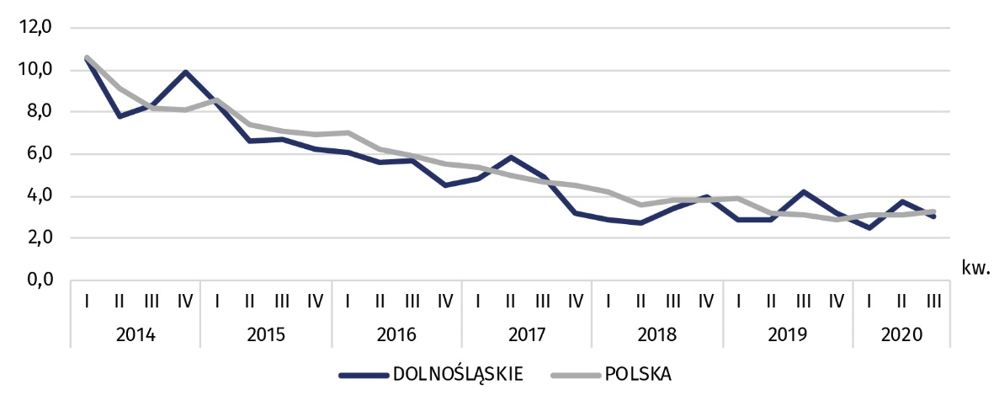 12,0
10,0
8,0
6,0
4,0
2,0
0,0
kw.
I II III IV I II III IV I II III IV I II III IV I II III IV I II III IV I II III
2014 2015 2016 2017 2018 2019 2020
DOLNOŚLĄSKIE POLSKA